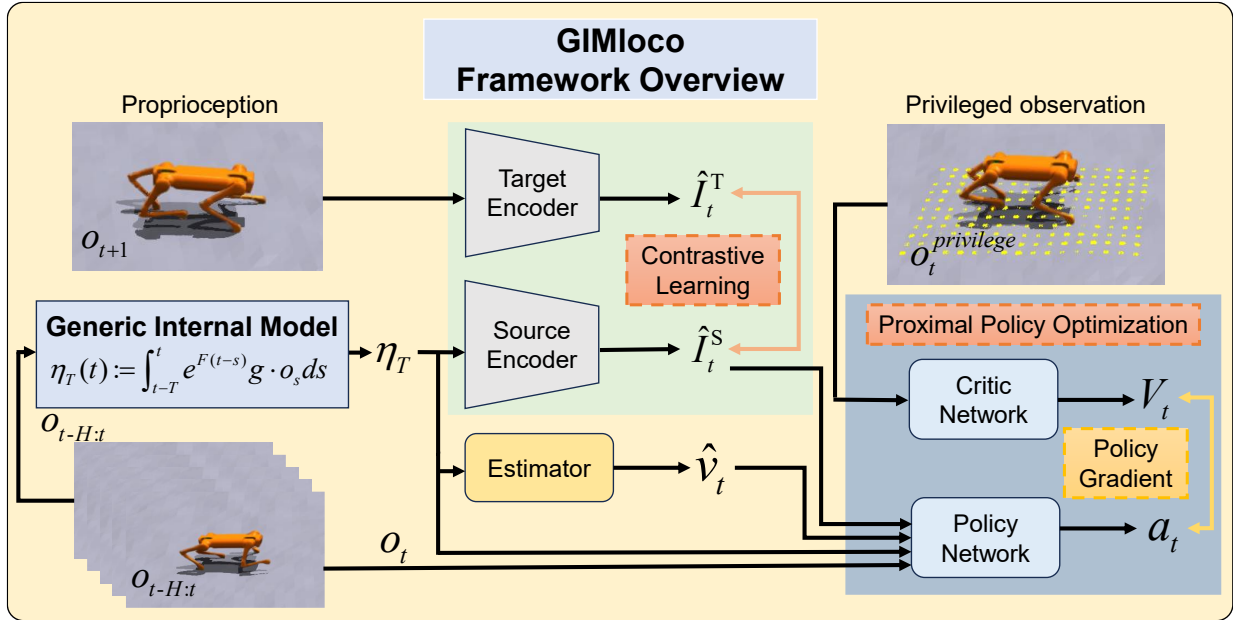 GIMloco
Framework Overview
Proprioception
Privileged observation
o_{t+1}
Target
Encoder
Î_t^T
o_t^{privilege}
Contrastive
Learning
Generic Internal Model
η_T(t) := ∫_{t-T}^{t} e^{F(t-s)} g · o_s ds
η_T
Source
Encoder
Î_t^S
Proximal Policy Optimization
Critic
Network
V_t
o_{t-H:t}
Estimator
v̂_t
Policy
Gradient
o_{t-H:t}
o_t
Policy
Network
a_t